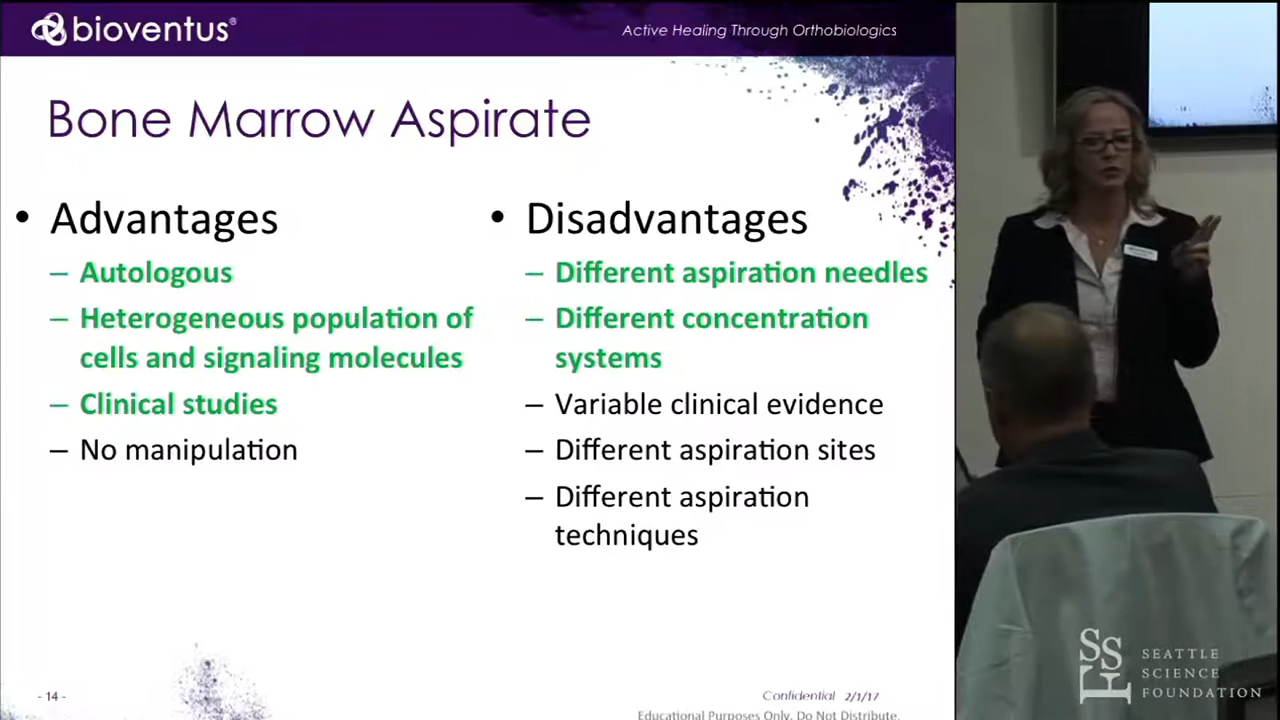 bioventus®
Active Healing Through Orthobiologics
Bone Marrow Aspirate
• Advantages
– Autologous
– Heterogeneous population of
cells and signaling molecules
– Clinical studies
– No manipulation
• Disadvantages
– Different aspiration needles
– Different concentration
systems
– Variable clinical evidence
– Different aspiration sites
– Different aspiration
techniques
- 14 -
Confidential 2/1/17
Educational Purposes Only. Do Not Distribute.
SSF
SEATTLE
SCIENCE
FOUNDATION